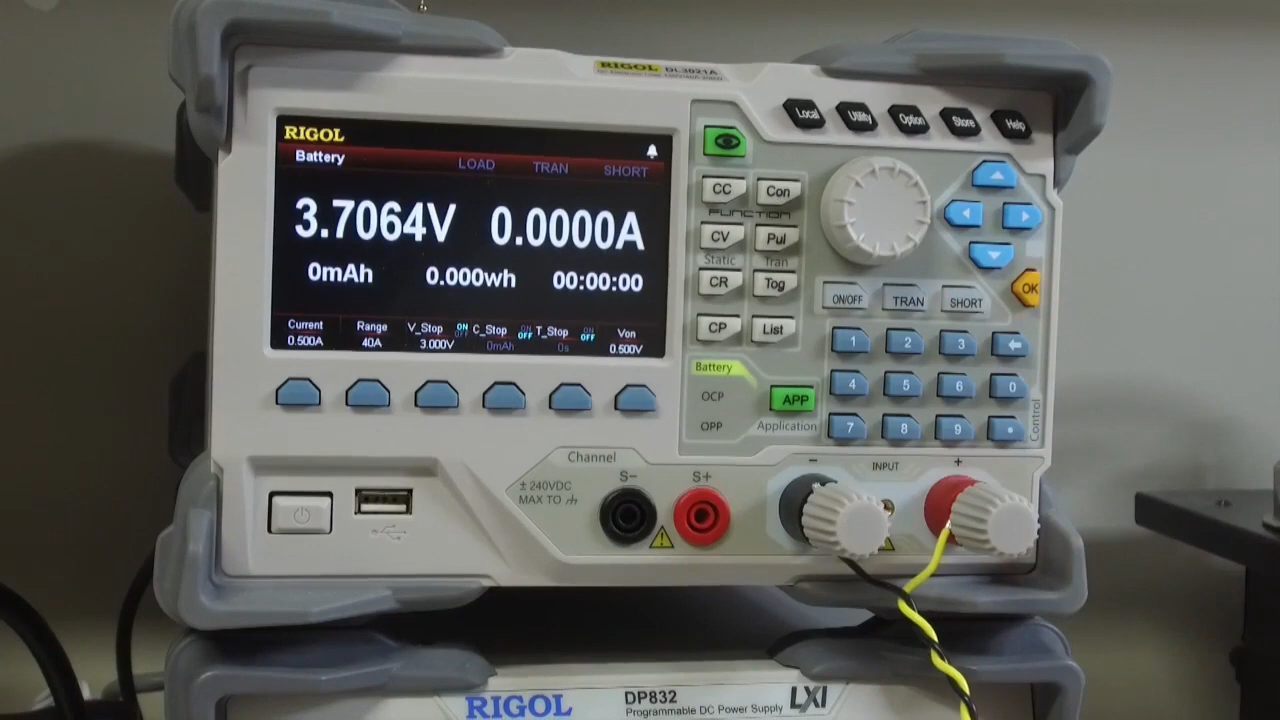 RIGOL DL3021A
Local Utility Option Store Help
RIGOL
Battery LOAD TRAN SHORT
3.7064V 0.0000A
0mAh 0.000wh 00:00:00
Current Range V_Stop ON OFF C_Stop ON OFF T_Stop ON OFF Von
0.500A 40A 3.000V 0mAh 0s 0.500V
CC Con
FUNCTION
CV Pul
Static Tran
CR Tog
CP List
Battery
OCP
OPP
APP
Application
OK
ON/OFF TRAN SHORT
1 2 3
4 5 6 0
7 8 9
Control
Channel
± 240VDC
MAX TO
S- S+
- INPUT +
RIGOL DP832
Programmable DC Power Supply
LXI